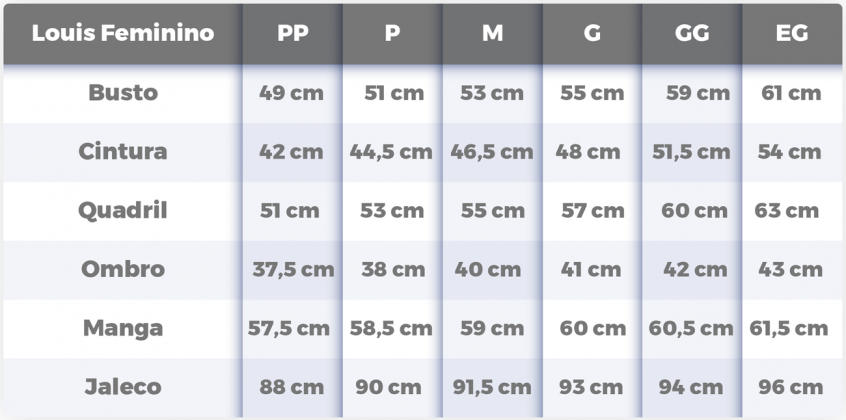 Louis Feminino PP P M G GG EG
Busto 49 cm 51 cm 53 cm 55 cm 59 cm 61 cm
Cintura 42 cm 44,5 cm 46,5 cm 48 cm 51,5 cm 54 cm
Quadril 51 cm 53 cm 55 cm 57 cm 60 cm 63 cm
Ombro 37,5 cm 38 cm 40 cm 41 cm 42 cm 43 cm
Manga 57,5 cm 58,5 cm 59 cm 60 cm 60,5 cm 61,5 cm
Jaleco 88 cm 90 cm 91,5 cm 93 cm 94 cm 96 cm